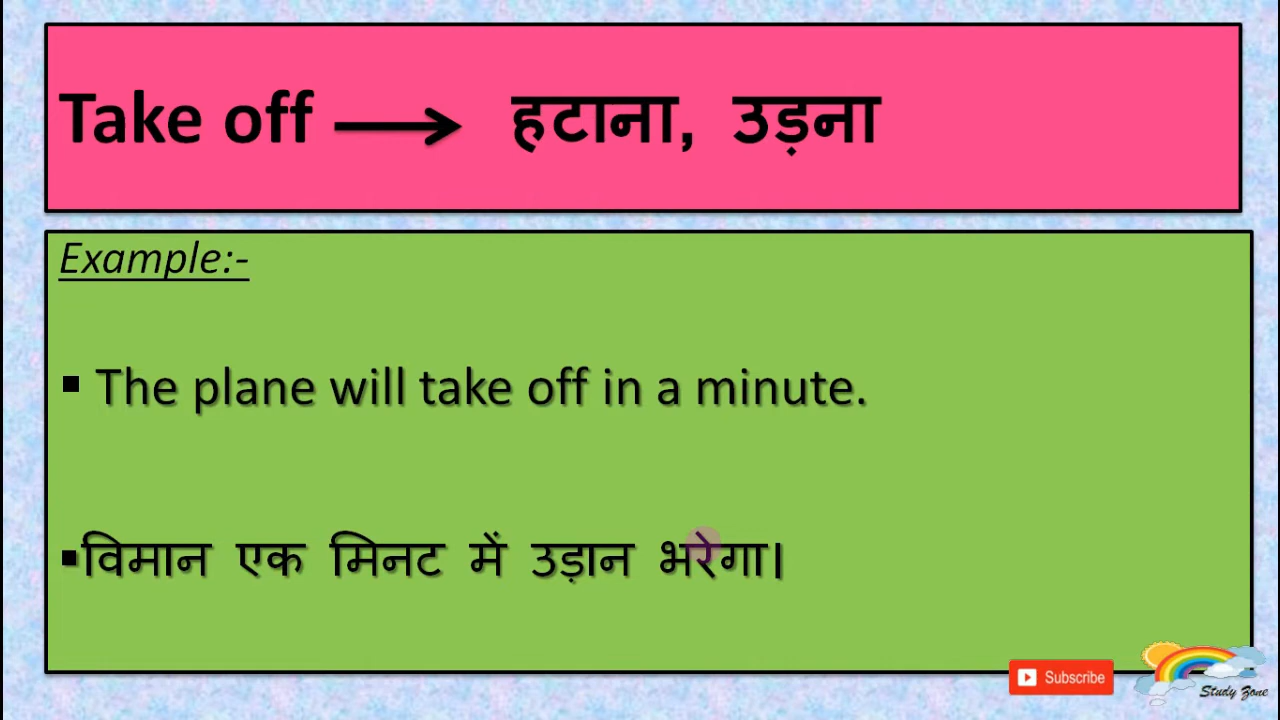 Take off → हटाना, उड़ना
Example:-
▪ The plane will take off in a minute.
▪विमान एक मिनट में उड़ान भरेगा।
Subscribe
Study Zone